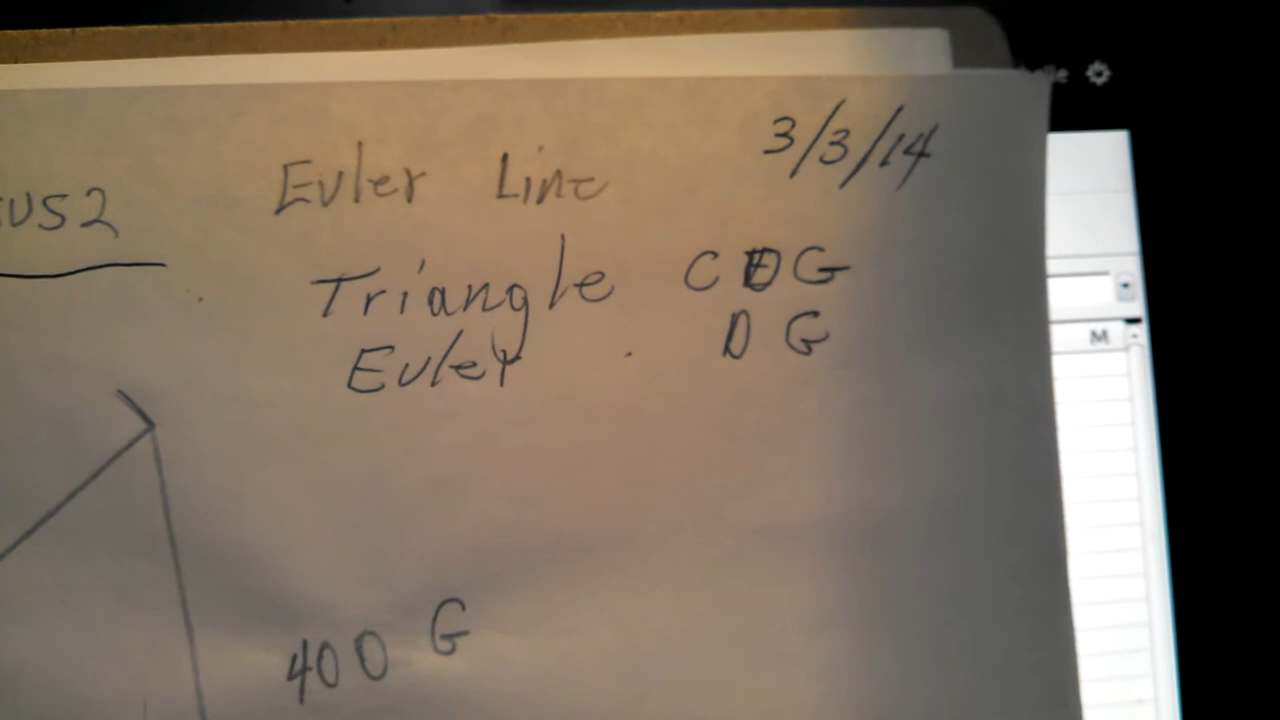 Euler Line 3/3/14
US2
Triangle CDG
Euler DG
400 G
M